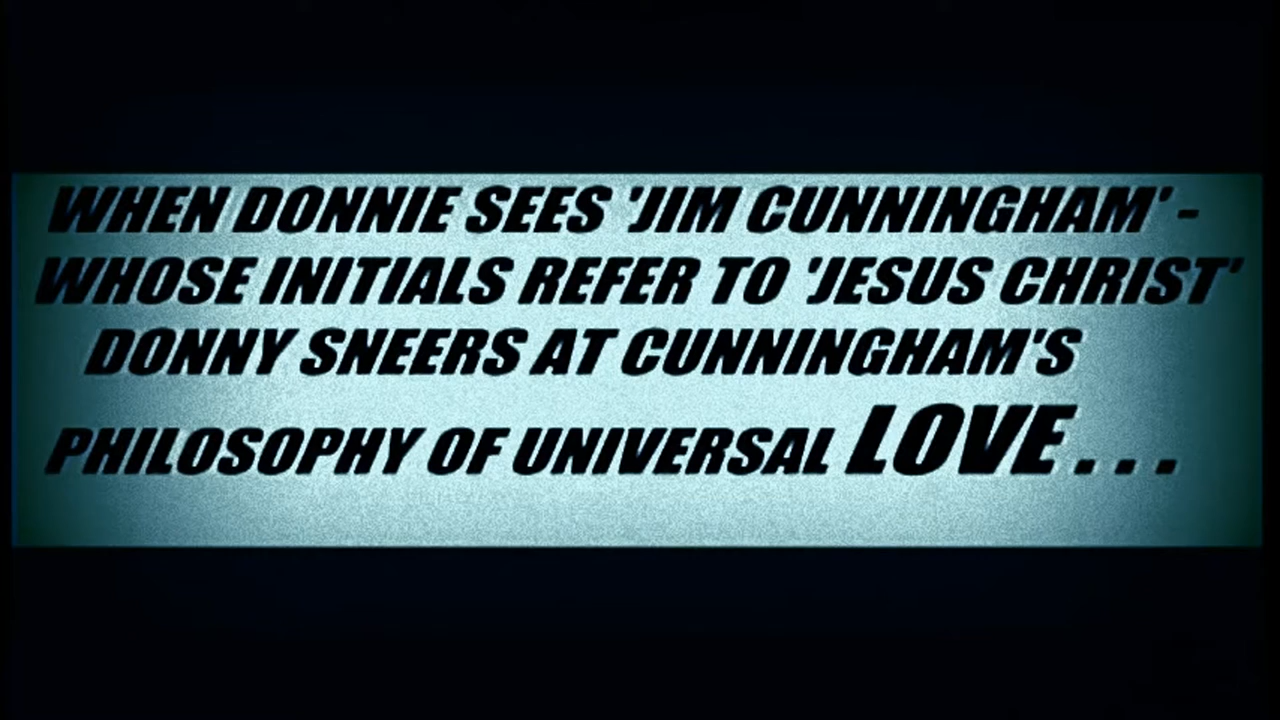 WHEN DONNIE SEES 'JIM CUNNINGHAM' -
WHOSE INITIALS REFER TO 'JESUS CHRIST'
DONNY SNEERS AT CUNNINGHAM'S
PHILOSOPHY OF UNIVERSAL LOVE . . .